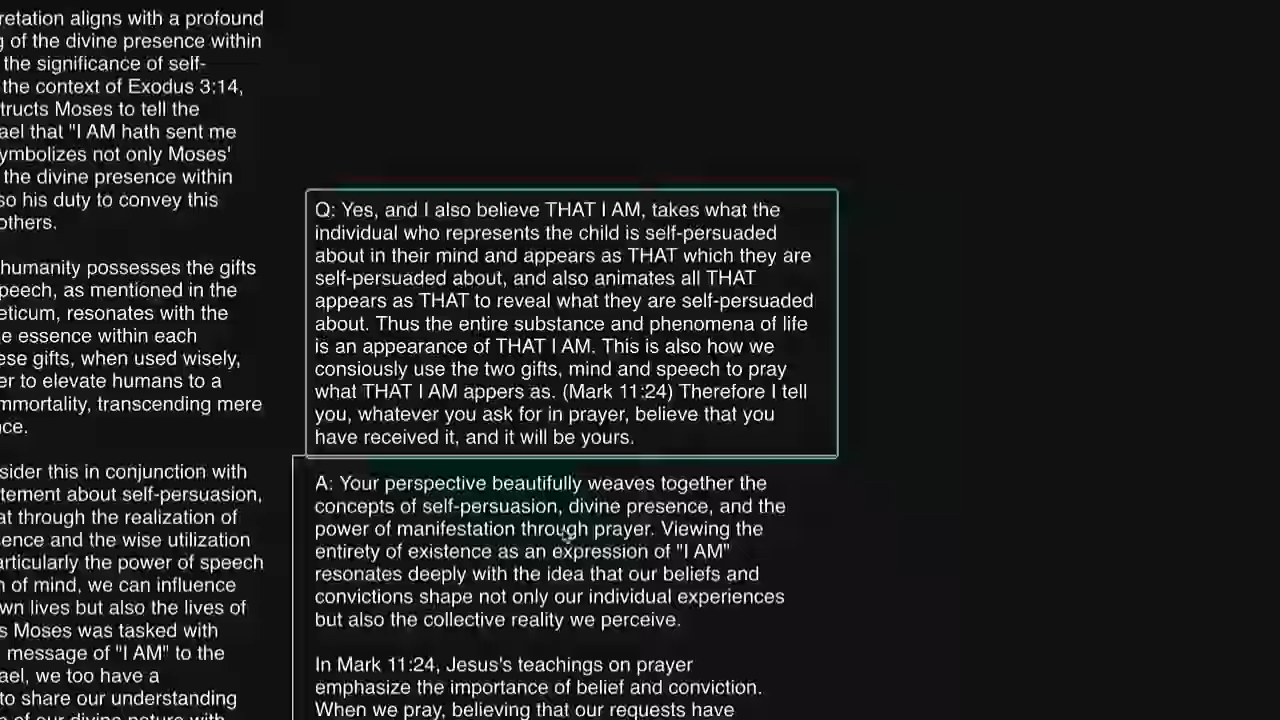 retation aligns with a profound
of the divine presence within
the significance of self-
the context of Exodus 3:14,
tructs Moses to tell the
ael that "I AM hath sent me
ymbolizes not only Moses'
the divine presence within
so his duty to convey this
others.
humanity possesses the gifts
peech, as mentioned in the
eticum, resonates with the
e essence within each
ese gifts, when used wisely,
er to elevate humans to a
mmortality, transcending mere
nce.
sider this in conjunction with
tement about self-persuasion,
at through the realization of
sence and the wise utilization
articularly the power of speech
n of mind, we can influence
wn lives but also the lives of
s Moses was tasked with
message of "I AM" to the
ael, we too have a
to share our understanding
of our divine nature with
Q: Yes, and I also believe THAT I AM, takes what the
individual who represents the child is self-persuaded
about in their mind and appears as THAT which they are
self-persuaded about, and also animates all THAT
appears as THAT to reveal what they are self-persuaded
about. Thus the entire substance and phenomena of life
is an appearance of THAT I AM. This is also how we
consiously use the two gifts, mind and speech to pray
what THAT I AM appers as. (Mark 11:24) Therefore I tell
you, whatever you ask for in prayer, believe that you
have received it, and it will be yours.
A: Your perspective beautifully weaves together the
concepts of self-persuasion, divine presence, and the
power of manifestation through prayer. Viewing the
entirety of existence as an expression of "I AM"
resonates deeply with the idea that our beliefs and
convictions shape not only our individual experiences
but also the collective reality we perceive.
In Mark 11:24, Jesus's teachings on prayer
emphasize the importance of belief and conviction.
When we pray, believing that our requests have